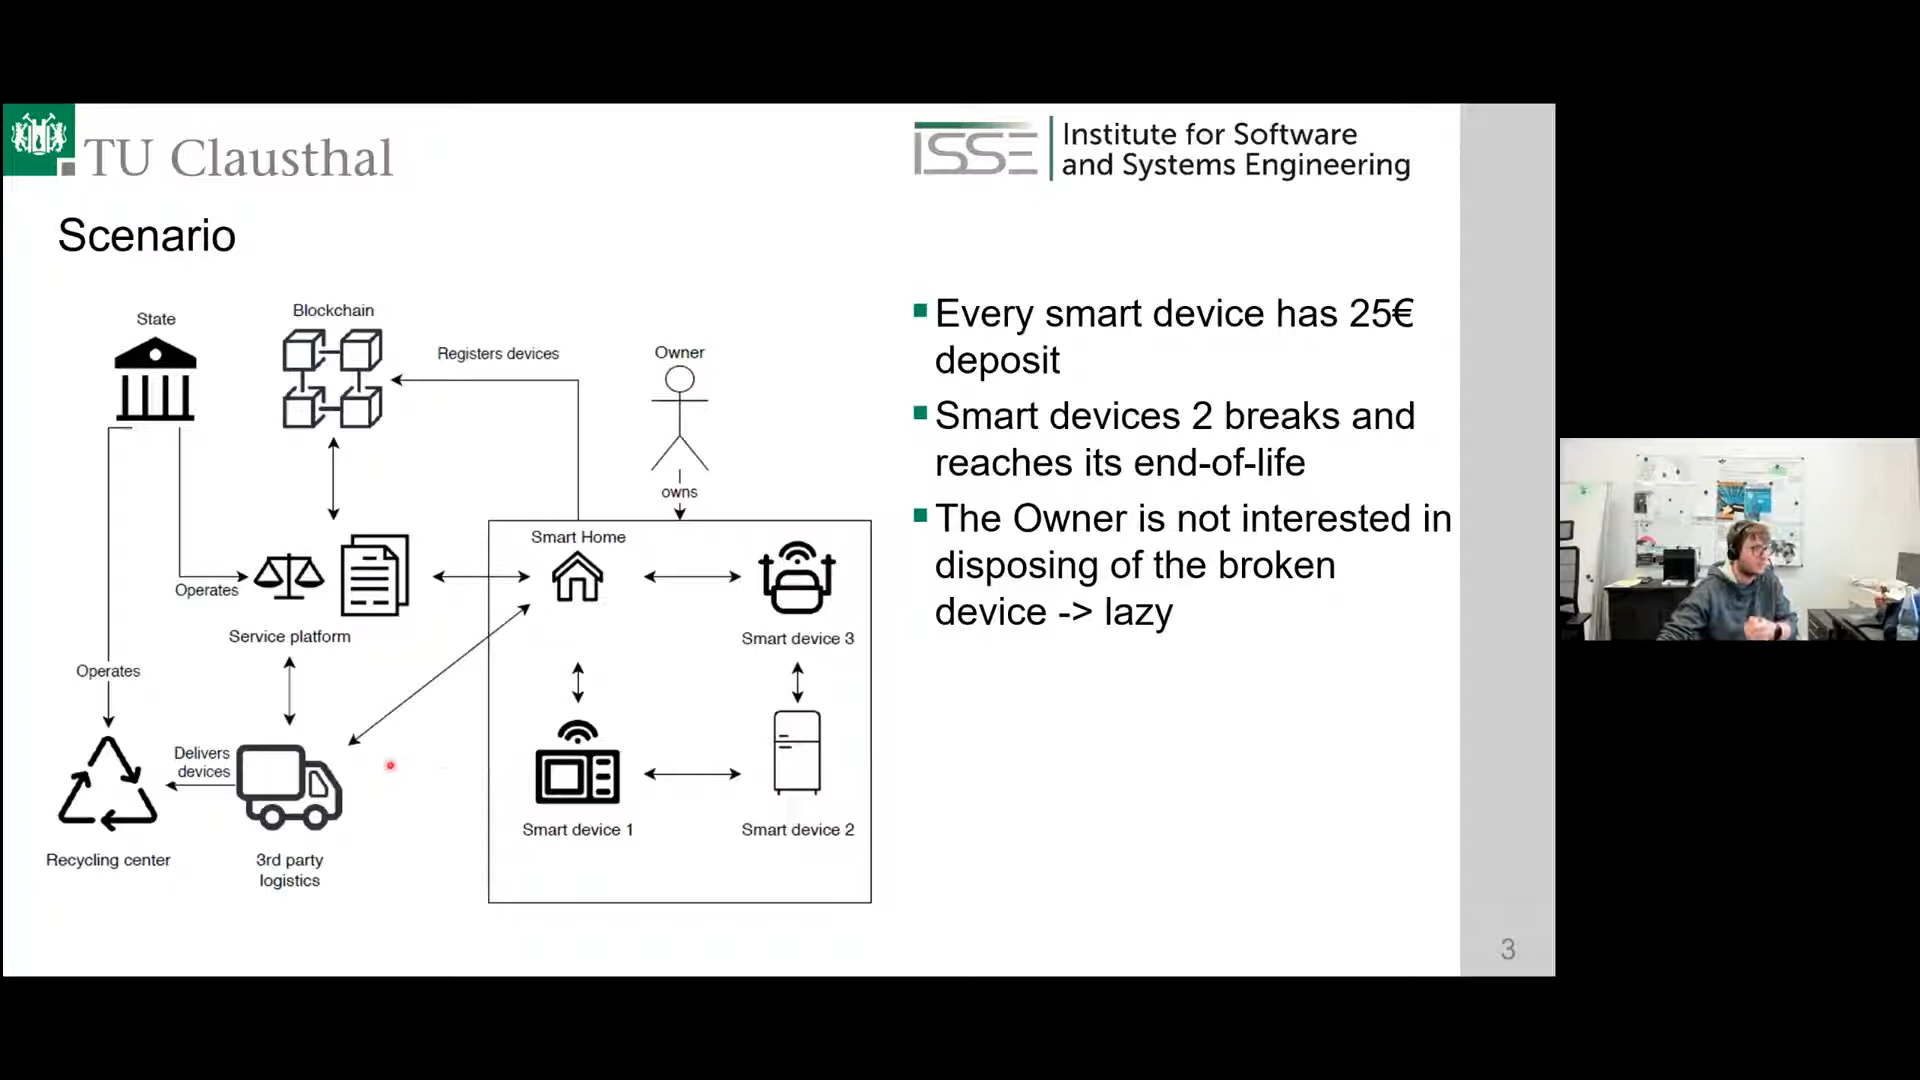 TU Clausthal
ISSE
Institute for Software
and Systems Engineering
Scenario
State
Blockchain
Registers devices
Owner
owns
Smart Home
Operates
Service platform
Smart device 3
Operates
Delivers
devices
Smart device 1
Smart device 2
Recycling center
3rd party
logistics
Every smart device has 25€
deposit
Smart devices 2 breaks and
reaches its end-of-life
The Owner is not interested in
disposing of the broken
device -> lazy
3